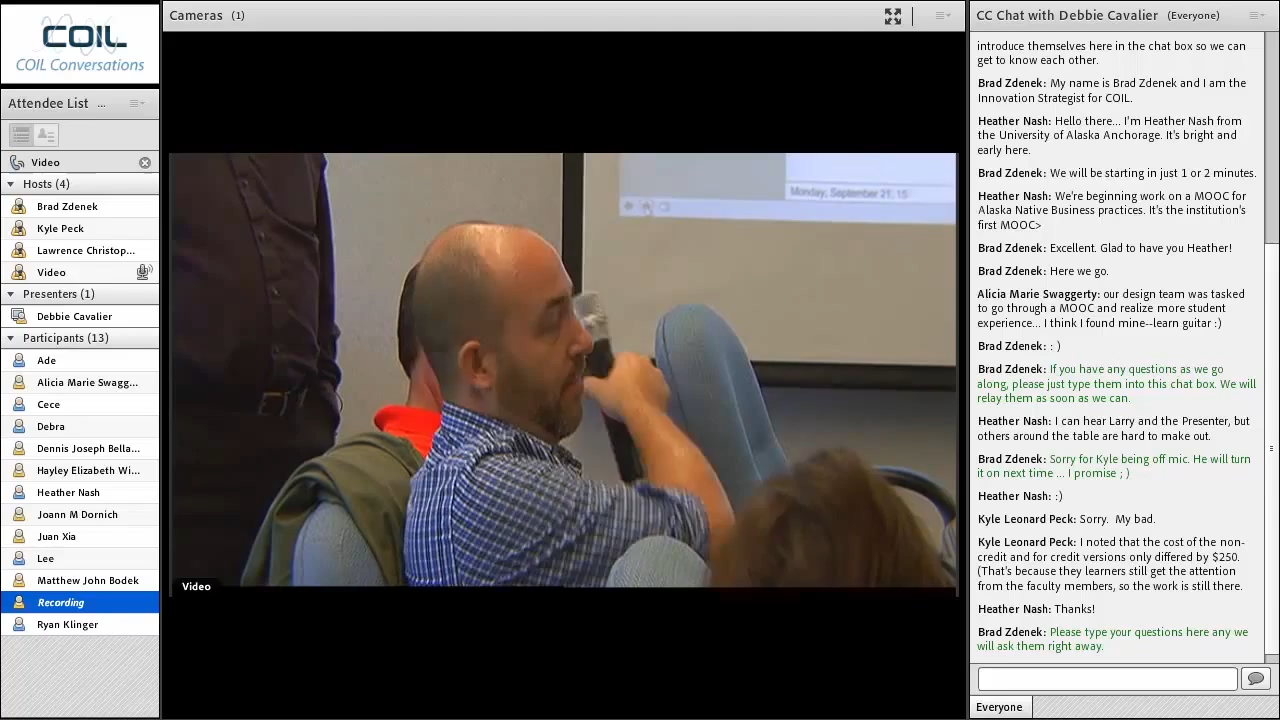 COIL
COIL Conversations
Attendee List ...
Video
Hosts (4)
Brad Zdenek
Kyle Peck
Lawrence Christop...
Video
Presenters (1)
Debbie Cavalier
Participants (13)
Ade
Alicia Marie Swagg...
Cece
Debra
Dennis Joseph Bella...
Hayley Elizabeth Wi...
Heather Nash
Joann M Dornich
Juan Xia
Lee
Matthew John Bodek
Recording
Ryan Klinger
Cameras (1)
Monday, September 21, 15
Video
CC Chat with Debbie Cavalier (Everyone)
introduce themselves here in the chat box so we can
get to know each other.
Brad Zdenek: My name is Brad Zdenek and I am the
Innovation Strategist for COIL.
Heather Nash: Hello there... I'm Heather Nash from
the University of Alaska Anchorage. It's bright and
early here.
Brad Zdenek: We will be starting in just 1 or 2 minutes.
Heather Nash: We're beginning work on a MOOC for
Alaska Native Business practices. It's the institution's
first MOOC>
Brad Zdenek: Excellent. Glad to have you Heather!
Brad Zdenek: Here we go.
Alicia Marie Swaggerty: our design team was tasked
to go through a MOOC and realize more student
experience... I think I found mine--learn guitar :)
Brad Zdenek: : )
Brad Zdenek: If you have any questions as we go
along, please just type them into this chat box. We will
relay them as soon as we can.
Heather Nash: I can hear Larry and the Presenter, but
others around the table are hard to make out.
Brad Zdenek: Sorry for Kyle being off mic. He will turn
it on next time ... I promise ; )
Heather Nash: :)
Kyle Leonard Peck: Sorry. My bad.
Kyle Leonard Peck: I noted that the cost of the non-
credit and for credit versions only differed by $250.
(That's because they learners still get the attention
from the faculty members, so the work is still there.
Heather Nash: Thanks!
Brad Zdenek: Please type your questions here any we
will ask them right away.
Everyone